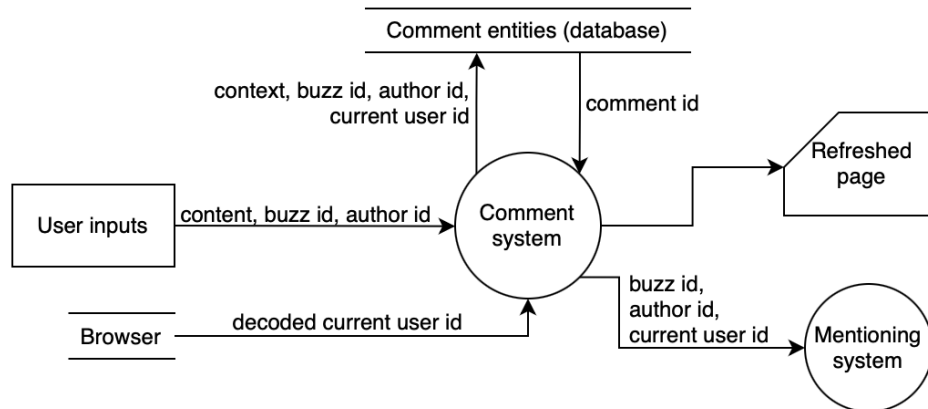 Comment entities (database)
context, buzz id, author id,
current user id
comment id
Refreshed
page
User inputs
content, buzz id, author id
Comment
system
buzz id,
author id,
current user id
Browser
decoded current user id
Mentioning
system